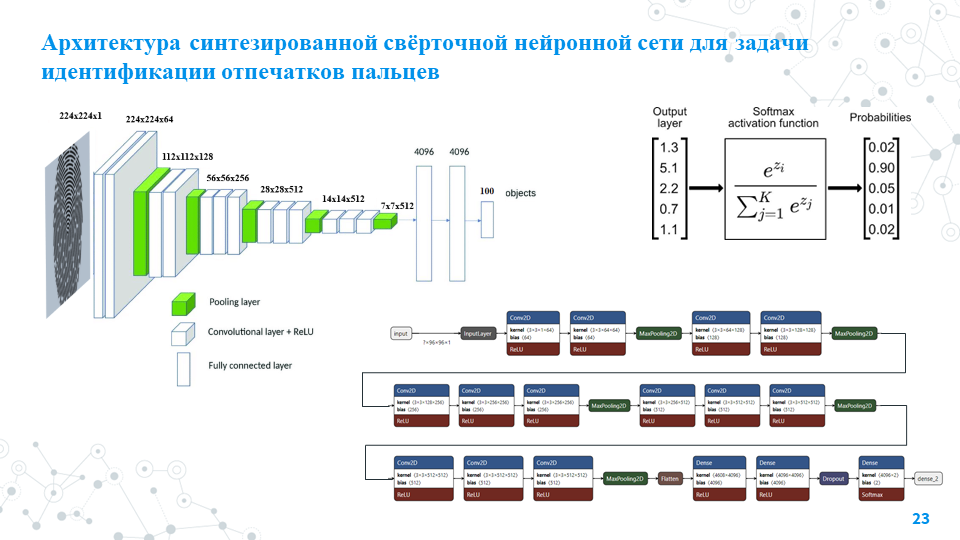 Архитектура синтезированной свёрточной нейронной сети для задачи
идентификации отпечатков пальцев
224x224x1
224x224x64
112x112x128
56x56x256
28x28x512
14x14x512
7x7x512
4096
4096
100
objects
Pooling layer
Convolutional layer + ReLU
Fully connected layer
Output
layer
Softmax
activation function
Probabilities
1.3
5.1
2.2
0.7
1.1
e^{z_i}
∑_{j=1}^{K} e^{z_j}
0.02
0.90
0.05
0.01
0.02
input
?×96×96×1
InputLayer
Conv2D
kernel ⟨3×3×1×64⟩
bias ⟨64⟩
ReLU
Conv2D
kernel ⟨3×3×64×64⟩
bias ⟨64⟩
ReLU
MaxPooling2D
Conv2D
kernel ⟨3×3×64×128⟩
bias ⟨128⟩
ReLU
Conv2D
kernel ⟨3×3×128×128⟩
bias ⟨128⟩
ReLU
MaxPooling2D
Conv2D
kernel ⟨3×3×128×256⟩
bias ⟨256⟩
ReLU
Conv2D
kernel ⟨3×3×256×256⟩
bias ⟨256⟩
ReLU
Conv2D
kernel ⟨3×3×256×256⟩
bias ⟨256⟩
ReLU
MaxPooling2D
Conv2D
kernel ⟨3×3×256×512⟩
bias ⟨512⟩
ReLU
Conv2D
kernel ⟨3×3×512×512⟩
bias ⟨512⟩
ReLU
Conv2D
kernel ⟨3×3×512×512⟩
bias ⟨512⟩
ReLU
MaxPooling2D
Conv2D
kernel ⟨3×3×512×512⟩
bias ⟨512⟩
ReLU
Conv2D
kernel ⟨3×3×512×512⟩
bias ⟨512⟩
ReLU
Conv2D
kernel ⟨3×3×512×512⟩
bias ⟨512⟩
ReLU
MaxPooling2D
Flatten
Dense
kernel ⟨4608×4096⟩
bias ⟨4096⟩
ReLU
Dense
kernel ⟨4096×4096⟩
bias ⟨4096⟩
ReLU
Dropout
Dense
kernel ⟨4096×2⟩
bias ⟨2⟩
Softmax
dense_2
23